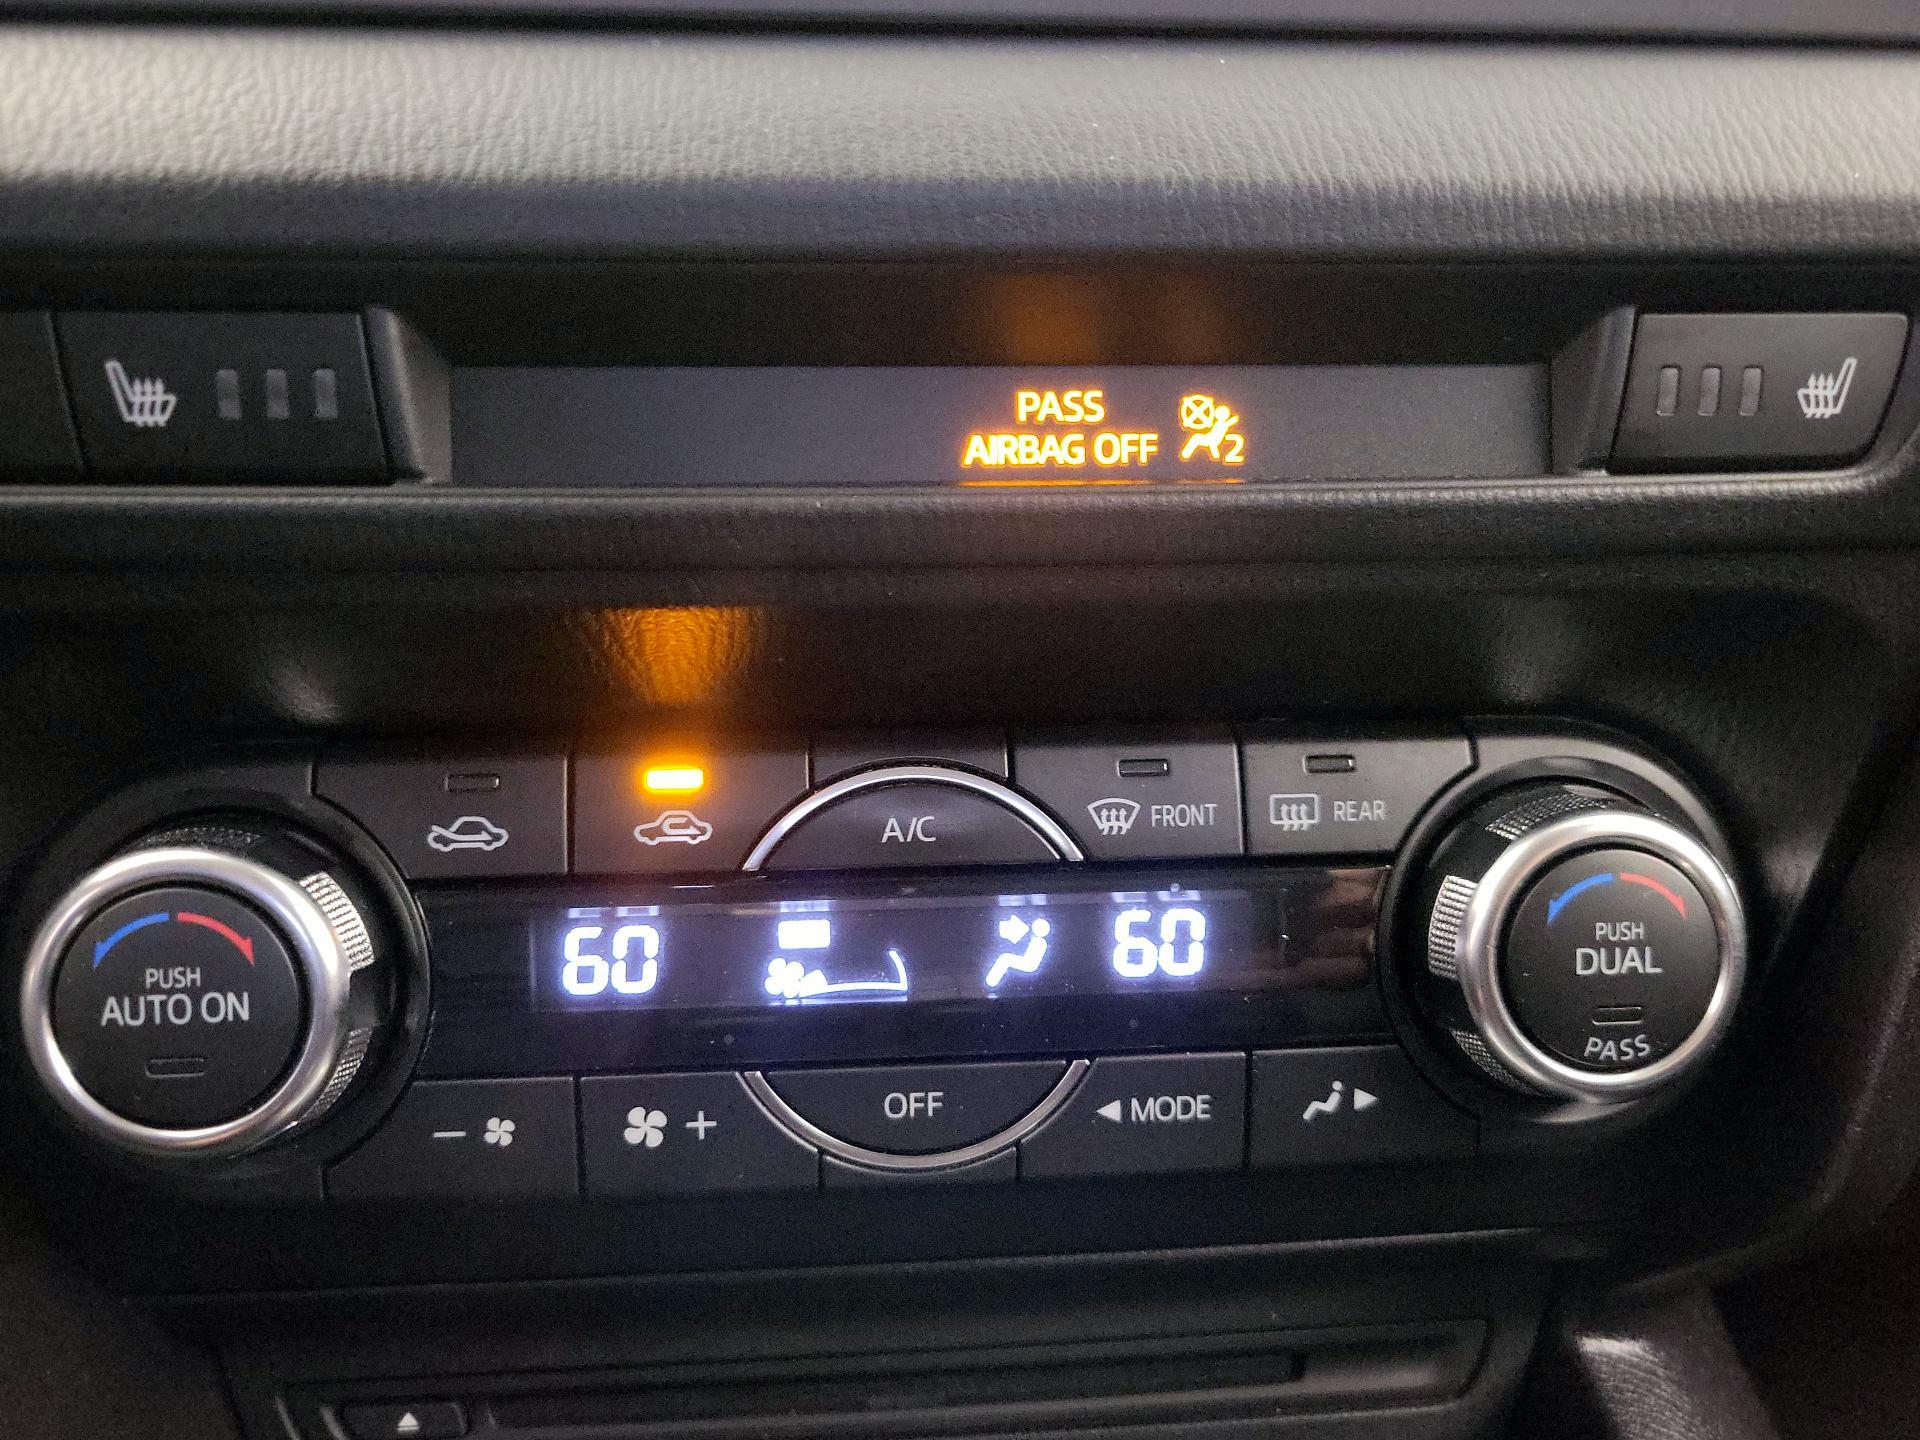 PASS
AIRBAG OFF 2
A/C
FRONT
REAR
60
60
PUSH
AUTO ON
PUSH
DUAL
PASS
- 
+
OFF
MODE